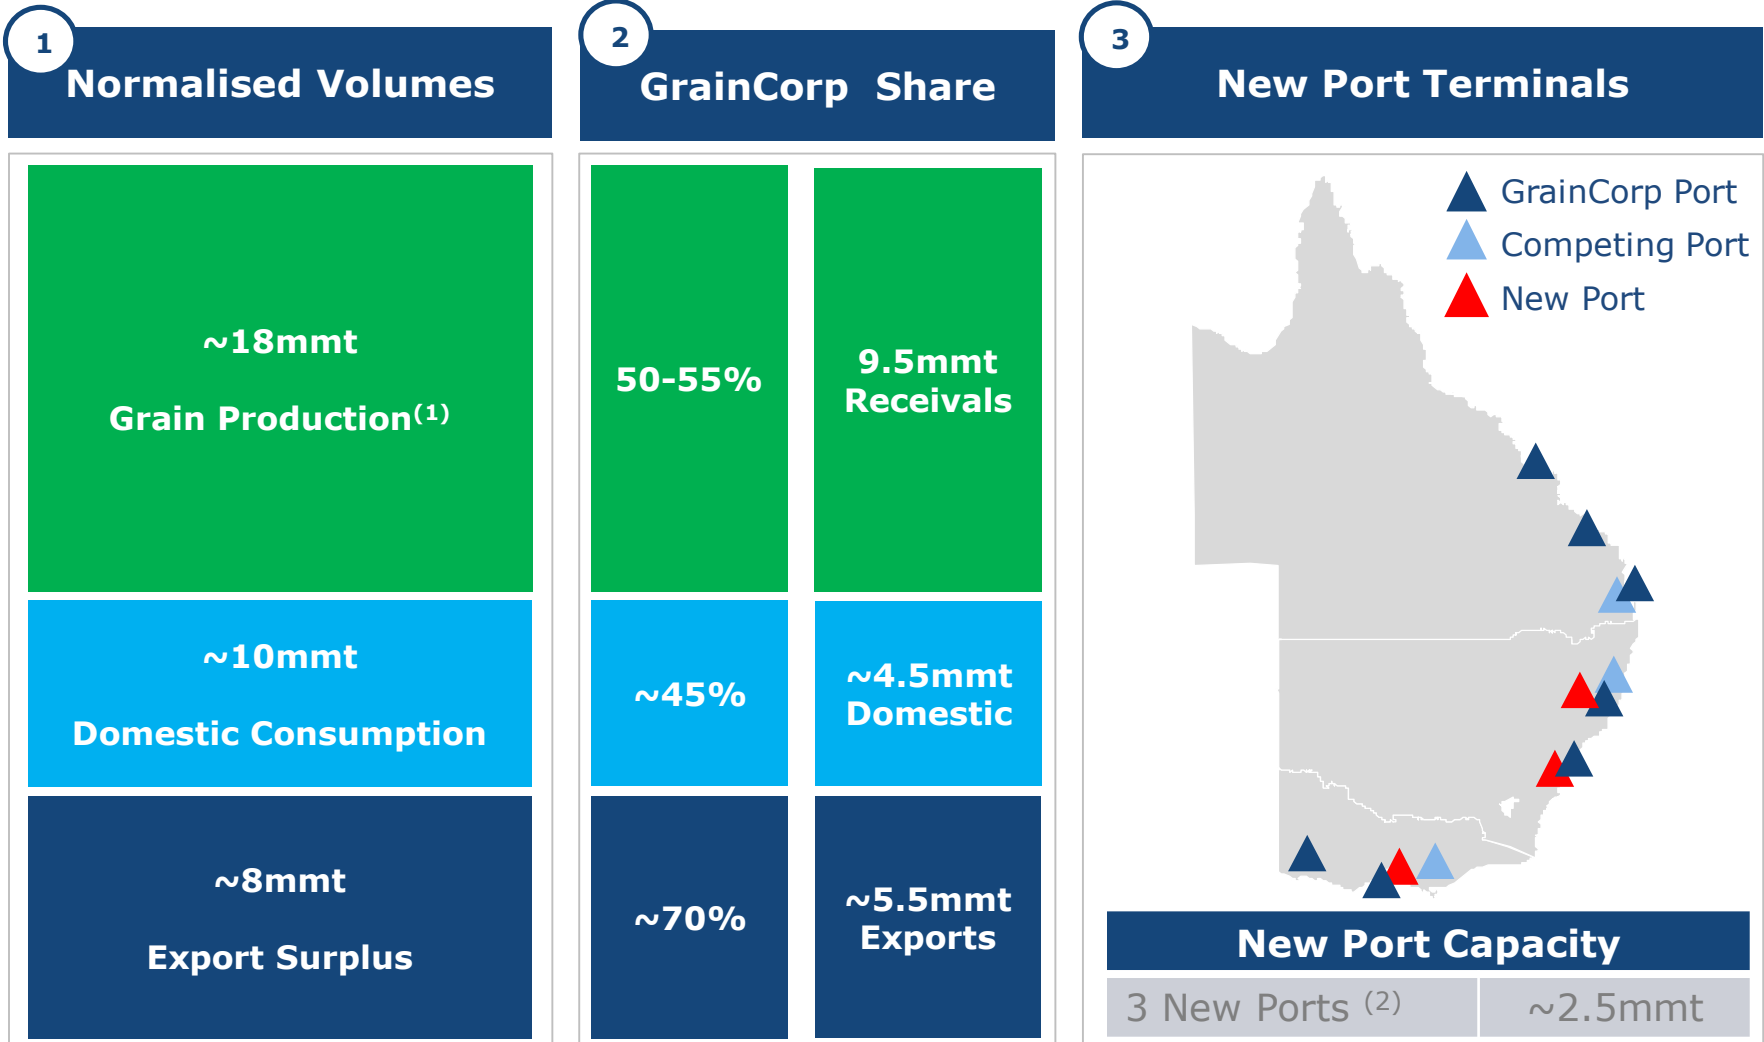 1
Normalised Volumes
~18mmt
Grain Production(1)
~10mmt
Domestic Consumption
~8mmt
Export Surplus
2
GrainCorp Share
50-55%
9.5mmt
Receivals
~45%
~4.5mmt
Domestic
~70%
~5.5mmt
Exports
3
New Port Terminals
GrainCorp Port
Competing Port
New Port
New Port Capacity
3 New Ports (2)
~2.5mmt